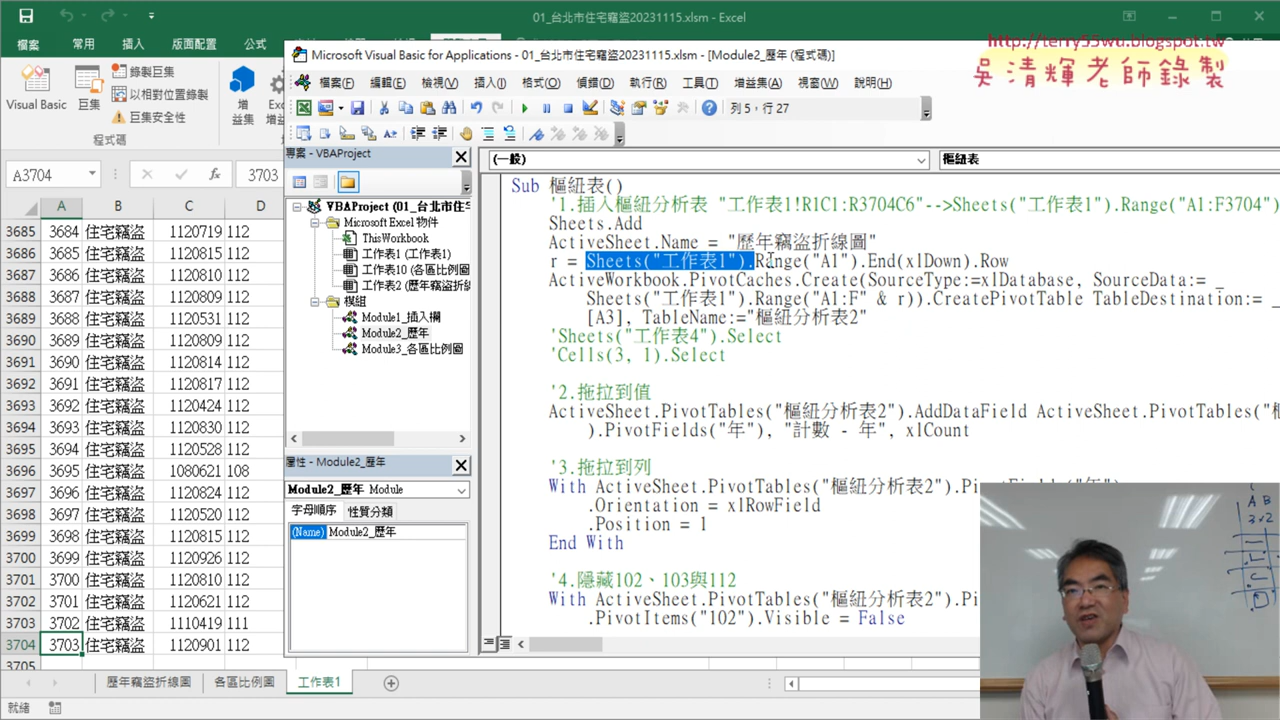 01_台北市住宅竊盜20231115.xlsm - Excel
檔案 常用 插入 版面配置 公式
http://terry55wu.blogspot.tw
吳清輝老師錄製
Visual Basic
巨集
錄製巨集
以相對位置錄製
巨集安全性
程式碼
增
益集
Microsoft Visual Basic for Applications - 01_台北市住宅竊盜20231115.xlsm - [Module2_歷年 (程式碼)]
檔案(F) 編輯(E) 檢視(V) 插入(I) 格式(O) 偵錯(D) 執行(R) 工具(T) 增益集(A) 視窗(W) 說明(H)
列 5，行 27
A3704
fx
3703
專案 - VBAProject
VBAProject (01_台北市住宅
Microsoft Excel 物件
ThisWorkbook
工作表1 (工作表1)
工作表10 (各區比例圖
工作表2 (歷年竊盜折線
模組
Module1_插入欄
Module2_歷年
Module3_各區比例圖
屬性 - Module2_歷年
Module2_歷年 Module
字母順序 性質分類
(Name) Module2_歷年
(一般)
樞紐表
Sub 樞紐表()
'1.插入樞紐分析表 "工作表1!R1C1:R3704C6"-->Sheets("工作表1").Range("A1:F3704")
Sheets.Add
ActiveSheet.Name = "歷年竊盜折線圖"
r = Sheets("工作表1").Range("A1").End(xlDown).Row
ActiveWorkbook.PivotCaches.Create(SourceType:=xlDatabase, SourceData:= _
Sheets("工作表1").Range("A1:F" & r)).CreatePivotTable TableDestination:= _
[A3], TableName:="樞紐分析表2"
'Sheets("工作表4").Select
'Cells(3, 1).Select
'2.拖拉到值
ActiveSheet.PivotTables("樞紐分析表2").AddDataField ActiveSheet.PivotTables("
).PivotFields("年"), "計數 - 年", xlCount
'3.拖拉到列
With ActiveSheet.PivotTables("樞紐分析表2").PivotFields("年")
.Orientation = xlRowField
.Position = 1
End With
'4.隱藏102、103與112
With ActiveSheet.PivotTables("樞紐分析表2").Pi
.PivotItems("102").Visible = False
A B C D
3685 3684 住宅竊盜 1120719 112
3686 3685 住宅竊盜 1120815 112
3687 3686 住宅竊盜 1120810 112
3688 3687 住宅竊盜 1120809 112
3689 3688 住宅竊盜 1120531 112
3690 3689 住宅竊盜 1120809 112
3691 3690 住宅竊盜 1120814 112
3692 3691 住宅竊盜 1120817 112
3693 3692 住宅竊盜 1120424 112
3694 3693 住宅竊盜 1120830 112
3695 3694 住宅竊盜 1120528 112
3696 3695 住宅竊盜 1080621 108
3697 3696 住宅竊盜 1120824 112
3698 3697 住宅竊盜 1120520 112
3699 3698 住宅竊盜 1120815 112
3700 3699 住宅竊盜 1120926 112
3701 3700 住宅竊盜 1120810 112
3702 3701 住宅竊盜 1120621 112
3703 3702 住宅竊盜 1110419 111
3704 3703 住宅竊盜 1120901 112
3705
歷年竊盜折線圖 各區比例圖 工作表1
就緒
A B
3×2